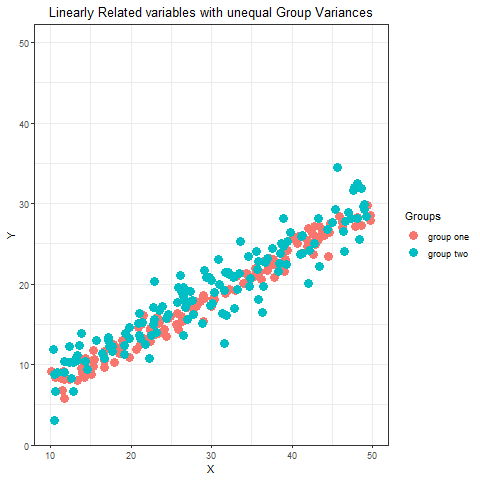 Linearly Related variables with unequal Group Variances
50
40
30
20
10
0
Y
10
20
30
40
50
X
Groups
group one
group two